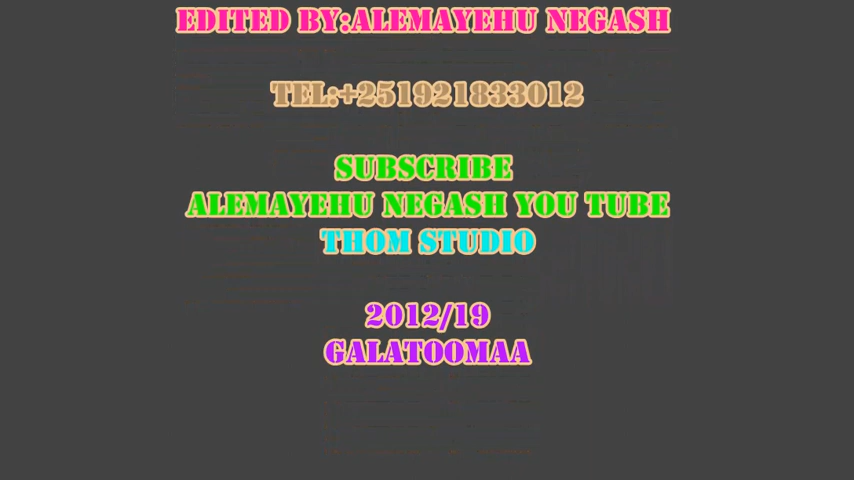 EDITED BY:ALEMAYEHU NEGASH
TEL:+251921833012
SUBSCRIBE
ALEMAYEHU NEGASH YOU TUBE
THOM STUDIO
2012/19
GALATOOMAA